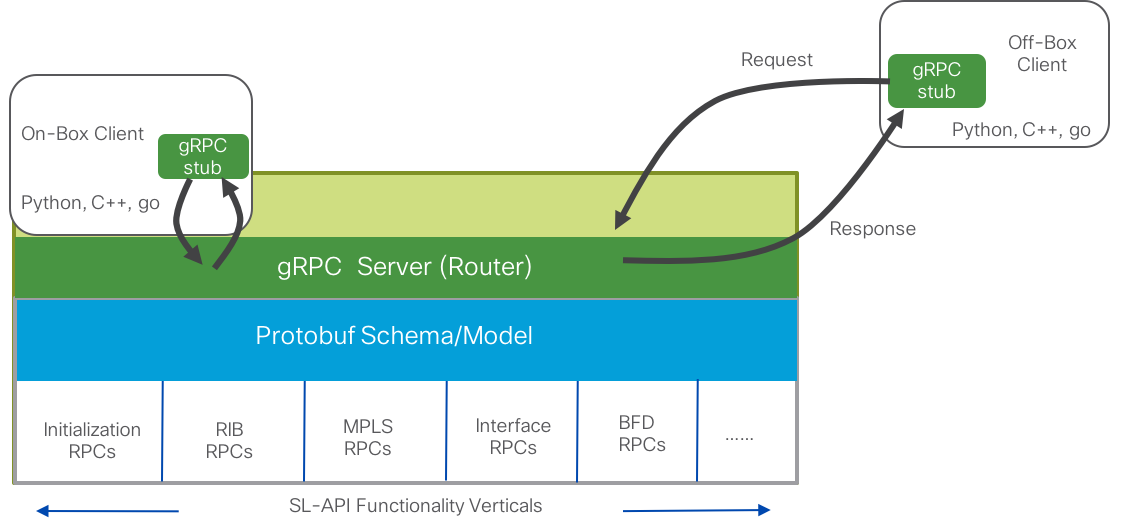 Off-Box
Client
Request
gRPC
stub
Python, C++, go
On-Box Client
gRPC
stub
Python, C++, go
Response
gRPC Server (Router)
Protobuf Schema/Model
Initialization
RPCs
RIB
RPCs
MPLS
RPCs
Interface
RPCs
BFD
RPCs
......
SL-API Functionality Verticals